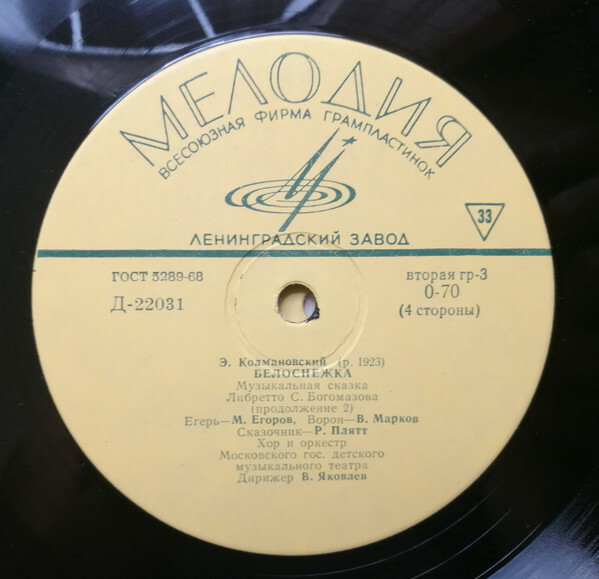 МЕЛОДИЯ
ВСЕСОЮЗНАЯ ФИРМА ГРАМПЛАСТИНОК
33
ЛЕНИНГРАДСКИЙ ЗАВОД
ГОСТ 5289-68
Д-22031
вторая гр-3
0-70
(4 стороны)
Э. Колмановский (р. 1923)
БЕЛОСНЕЖКА
Музыкальная сказка
Либретто С. Богомазова
(продолжение 2)
Егерь—М. Егоров, Ворон—В. Марков
Сказочник—Р. Плятт
Хор и оркестр
Московского гос. детского
музыкального театра
Дирижер В. Яковлев